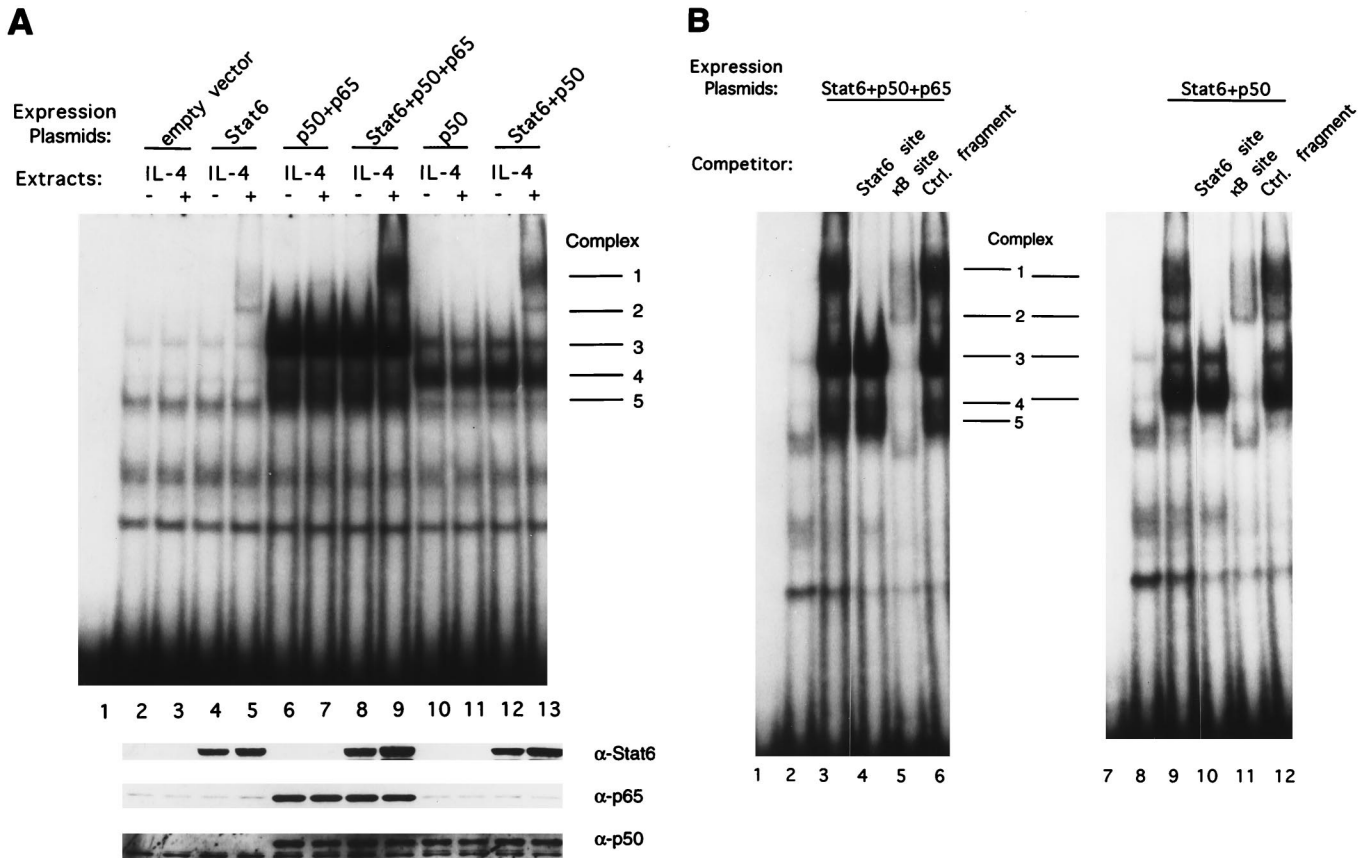 A
Expression
Plasmids:
empty vector
Stat6
p50+p65
Stat6+p50+p65
p50
Stat6+p50
Extracts:
IL-4 IL-4 IL-4 IL-4 IL-4 IL-4
- + - + - + - + - + - +
Complex
1
2
3
4
5
1 2 3 4 5 6 7 8 9 10 11 12 13
α-Stat6
α-p65
α-p50
B
Expression
Plasmids:
Stat6+p50+p65
Stat6+p50
Competitor:
Stat6 site
κB site
Ctrl. fragment
Stat6 site
κB site
Ctrl. fragment
Complex
1
2
3
4
5
1 2 3 4 5 6
7 8 9 10 11 12